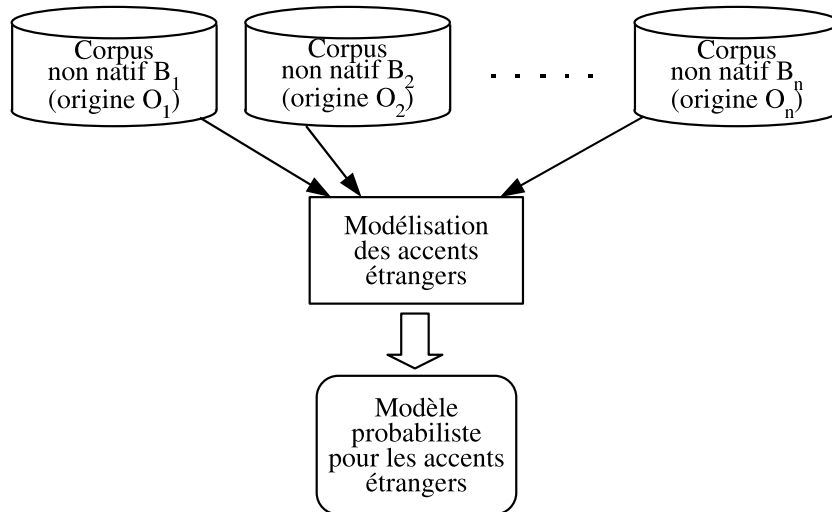 Corpus
non natif B₁
(origine O₁)
Corpus
non natif B₂
(origine O₂)
. . . . .
Corpus
non natif Bₙ
(origine Oₙ)
Modélisation
des accents
étrangers
Modèle
probabiliste
pour les accents
étrangers